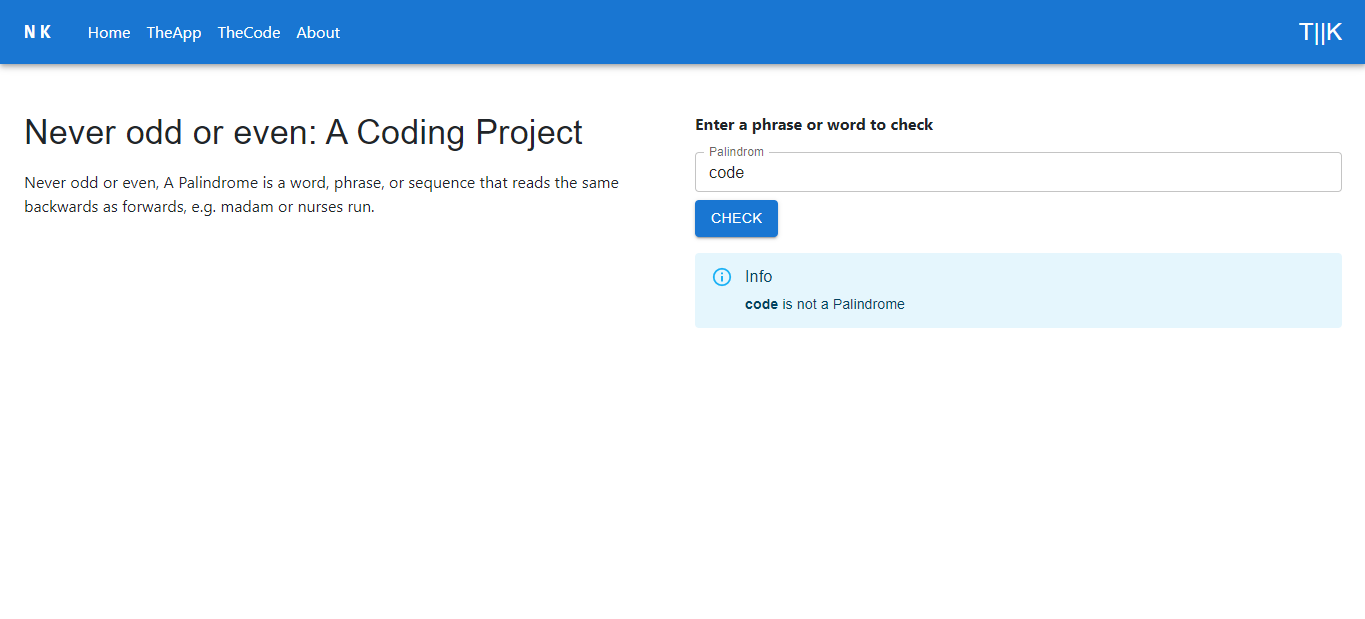 N K Home TheApp TheCode About T||K
Never odd or even: A Coding Project
Never odd or even, A Palindrome is a word, phrase, or sequence that reads the same
backwards as forwards, e.g. madam or nurses run.
Enter a phrase or word to check
Palindrom
code
CHECK
Info
code is not a Palindrome